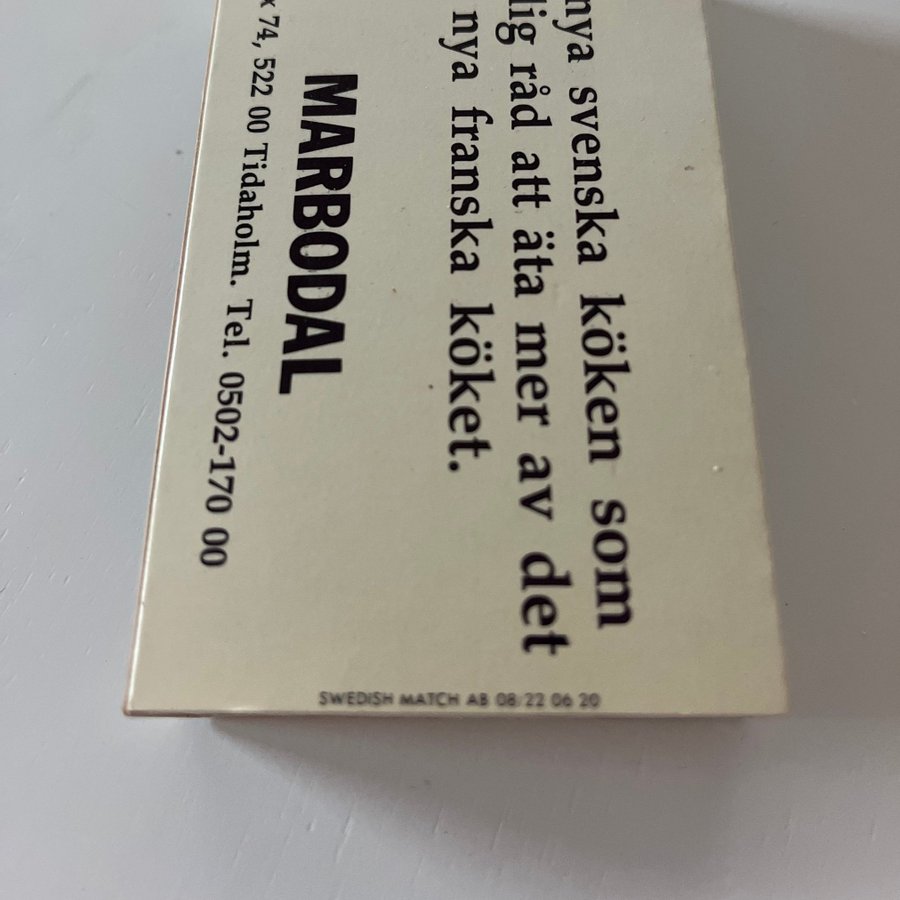 nya svenska köken som
dig råd att äta mer av det
nya franska köket.
MARBODAL
74, 522 00 Tidaholm. Tel. 0502-170 00
SWEDISH MATCH AB 08/22 06 20